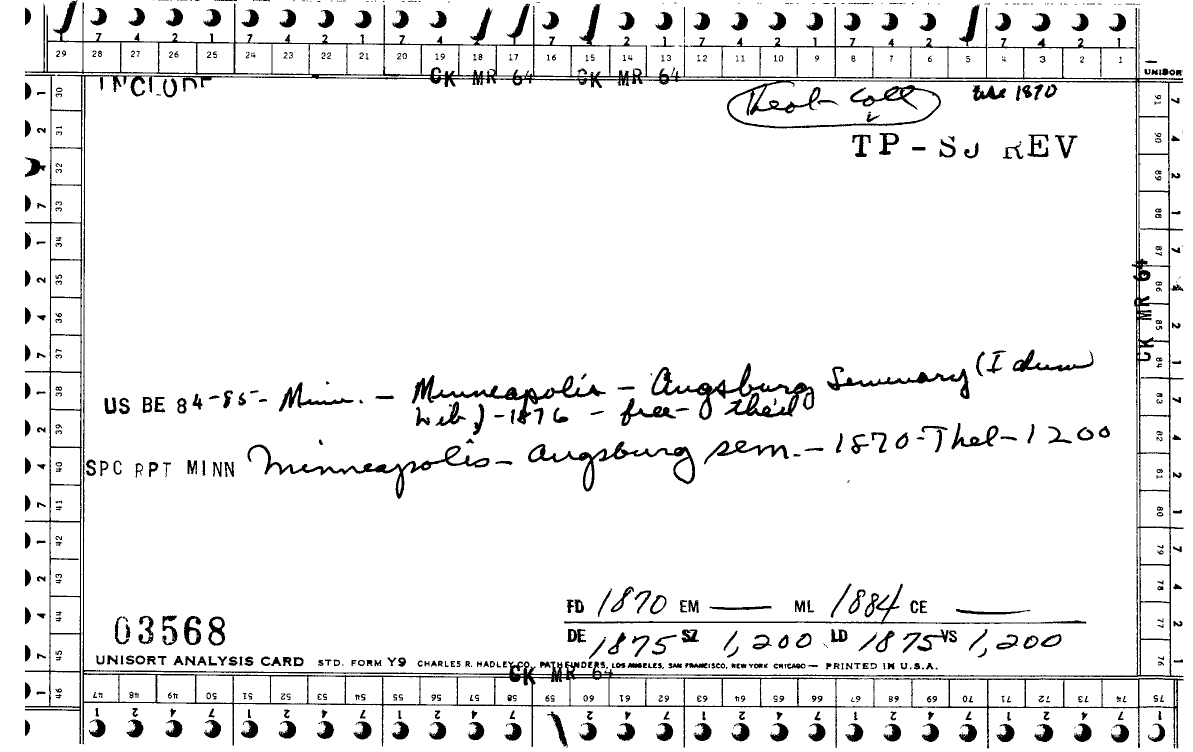 7 4 2 1 7 4 2 1 7 4 2 1 7 4 2 1 7 4 2 1
29 28 27 26 25 24 23 22 21 20 19 18 17 16 15 14 13 12 11 10 9 8 7 6 5 4 3 2 1
CK MR 64 CK MR 64
UNISORT
INCLUDE
Theol- Coll
use 1870
TP - SJ REV
CK MR 64
US BE 84-85- Minn. - Minneapolis - Augsburg Seminary (I dum
Lib.) -1876 - free- theol
SPC RPT MINN Minneapolis - Augsburg sem. - 1870-Thel-1200
FD 1870 EM — ML 1884 CE —
DE 1875 SZ 1,200 LD 1875 VS 1,200
03568
UNISORT ANALYSIS CARD STD. FORM Y9 CHARLES R. HADLEY CO., PATHFINDERS, LOS ANGELES, SAN FRANCISCO, NEW YORK CHICAGO — PRINTED IN U.S.A.
CK MR 64
30 31 32 33 34 35 36 37 38 39 40 41 42 43 44 45 46
47 48 49 50 51 52 53 54 55 56 57 58 59 60 61 62 63 64 65 66 67 68 69 70 71 72 73 74 75
91 90 89 88 87 86 85 84 83 82 81 80 79 78 77 76